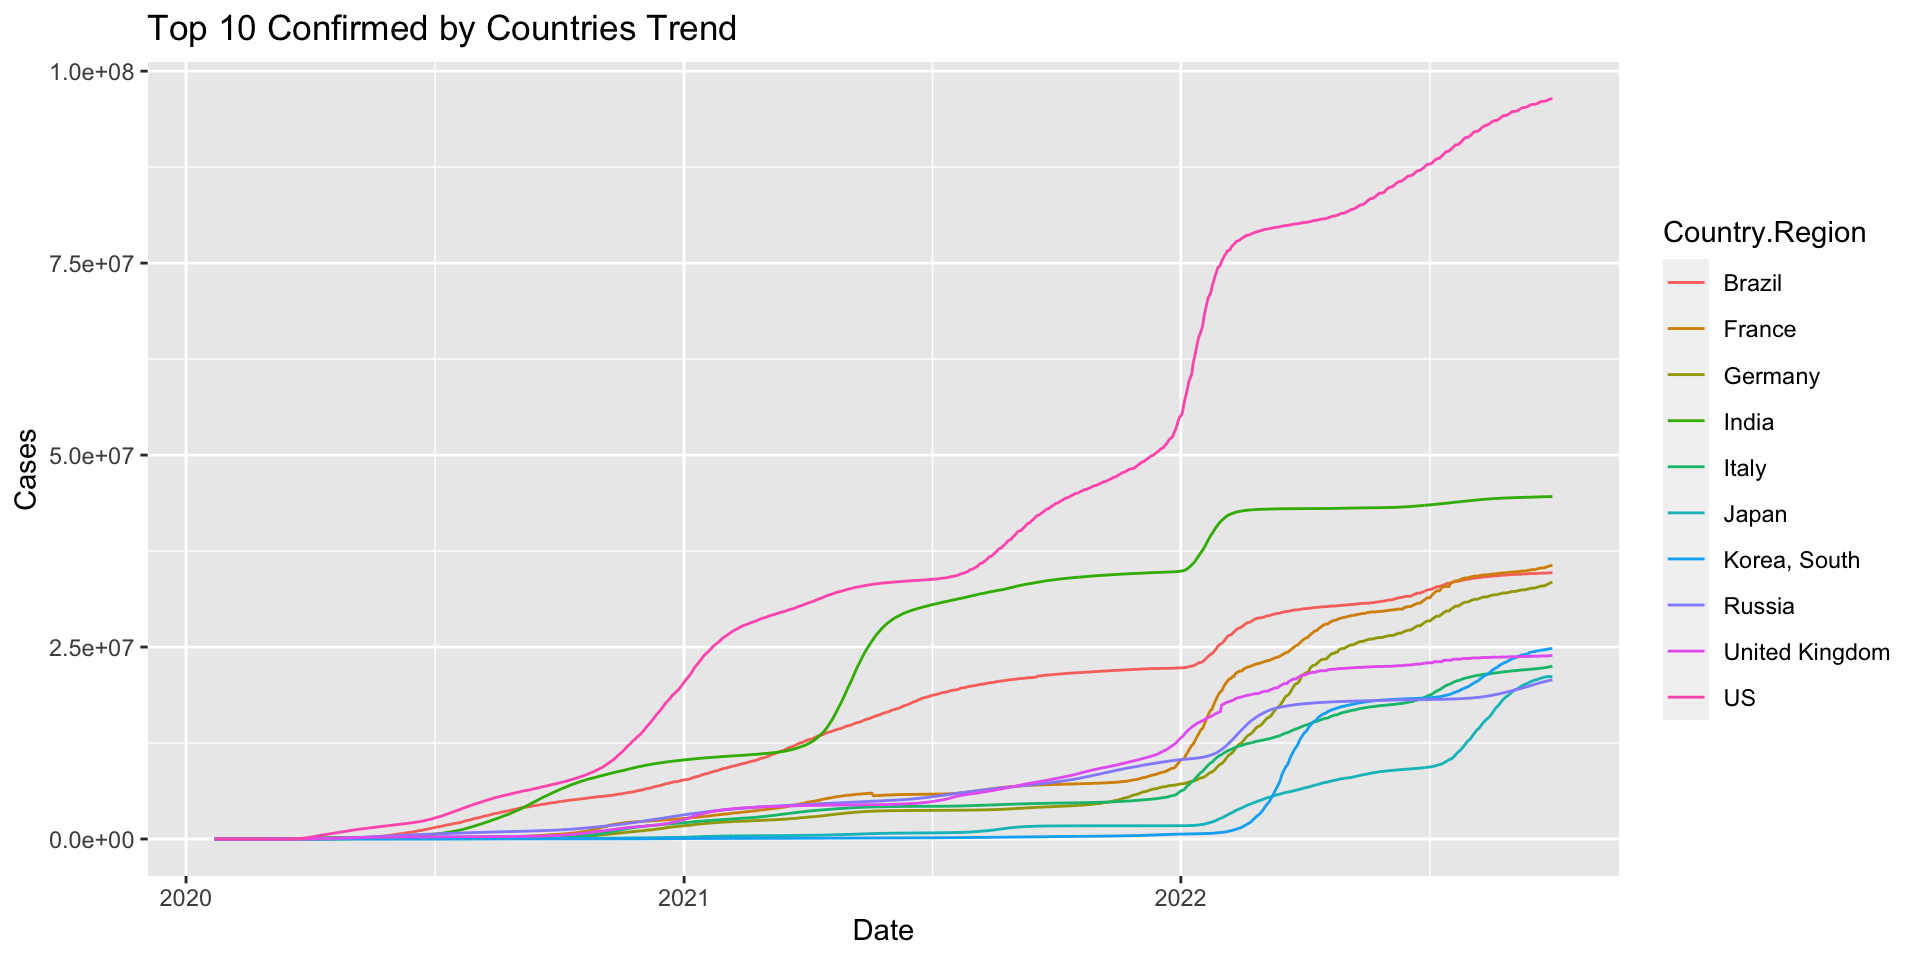 Top 10 Confirmed by Countries Trend
1.0e+08
7.5e+07
5.0e+07
2.5e+07
0.0e+00
Cases
2020
2021
2022
Date
Country.Region
Brazil
France
Germany
India
Italy
Japan
Korea, South
Russia
United Kingdom
US